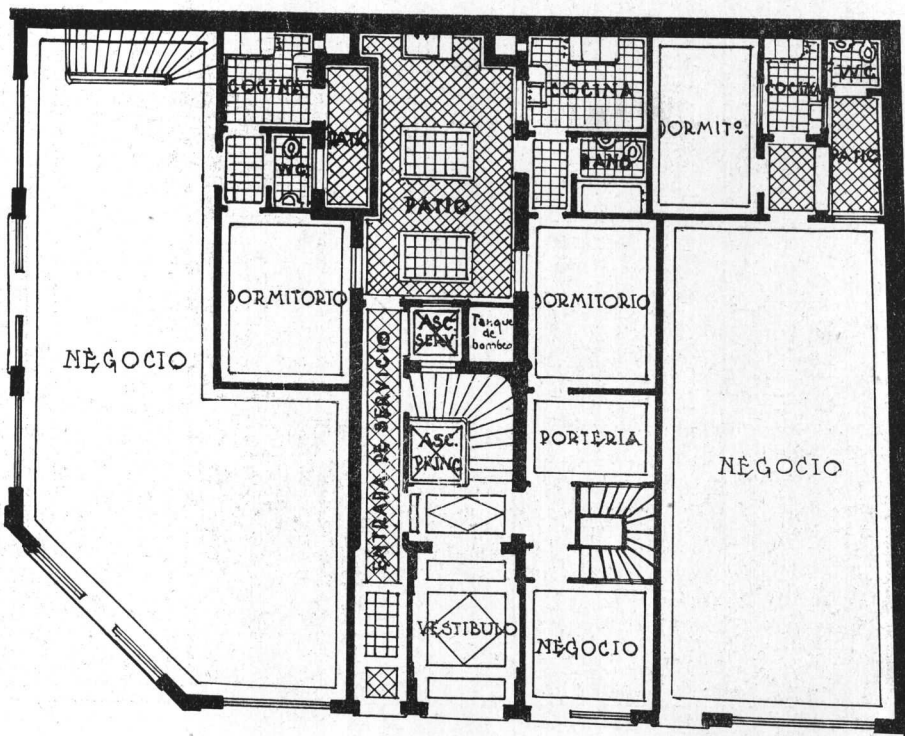 COCINA
COCINA
COCINA
W.C.
DORMITº
PATIO
W.C.
BAÑO
PATIO
PATIO
DORMITORIO
DORMITORIO
ASC.
SERV.
Tanque
de
bombeo
NEGOCIO
ENTRADA DE SERVICIO
ASC.
PRINC.
PORTERIA
NEGOCIO
VESTIBULO
NEGOCIO